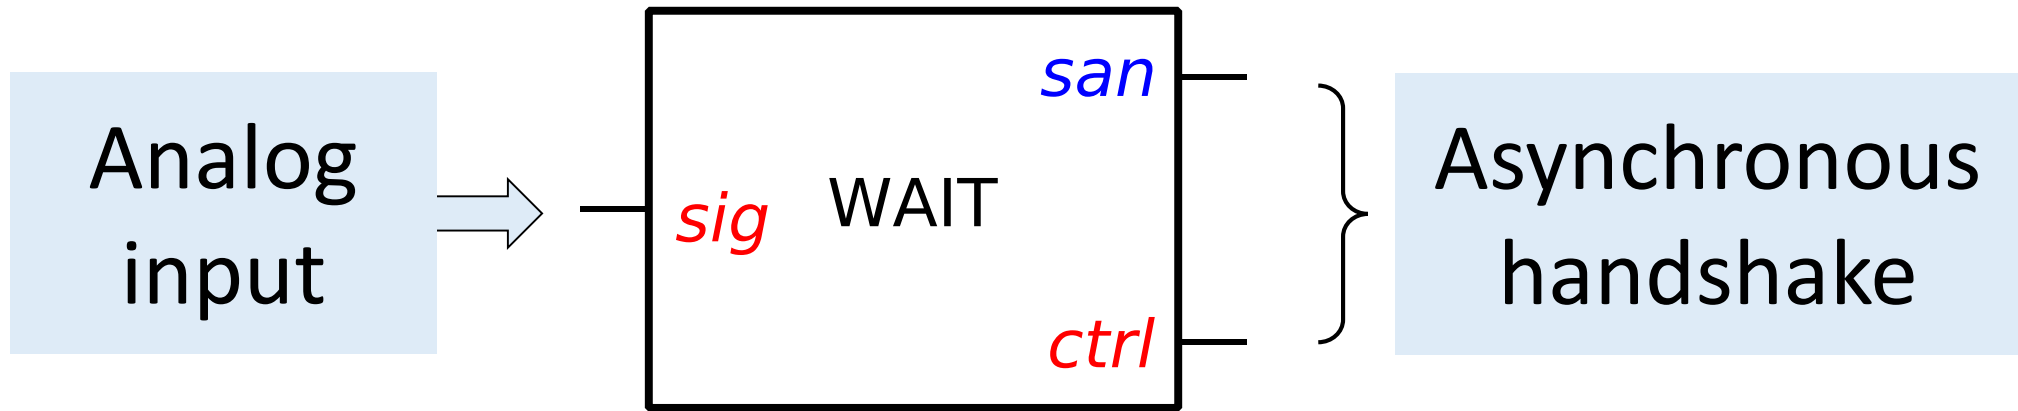 Analog
input
sig
WAIT
san
ctrl
Asynchronous
handshake